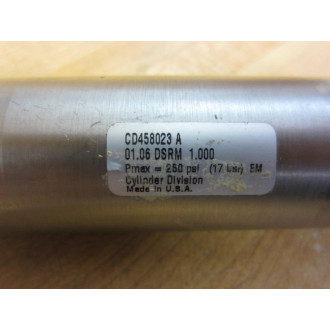 CD458023 A
01.06 DSRM 1.000
Pmax = 250 psi (17 bar) EM
Cylinder Division
Made in U.S.A.